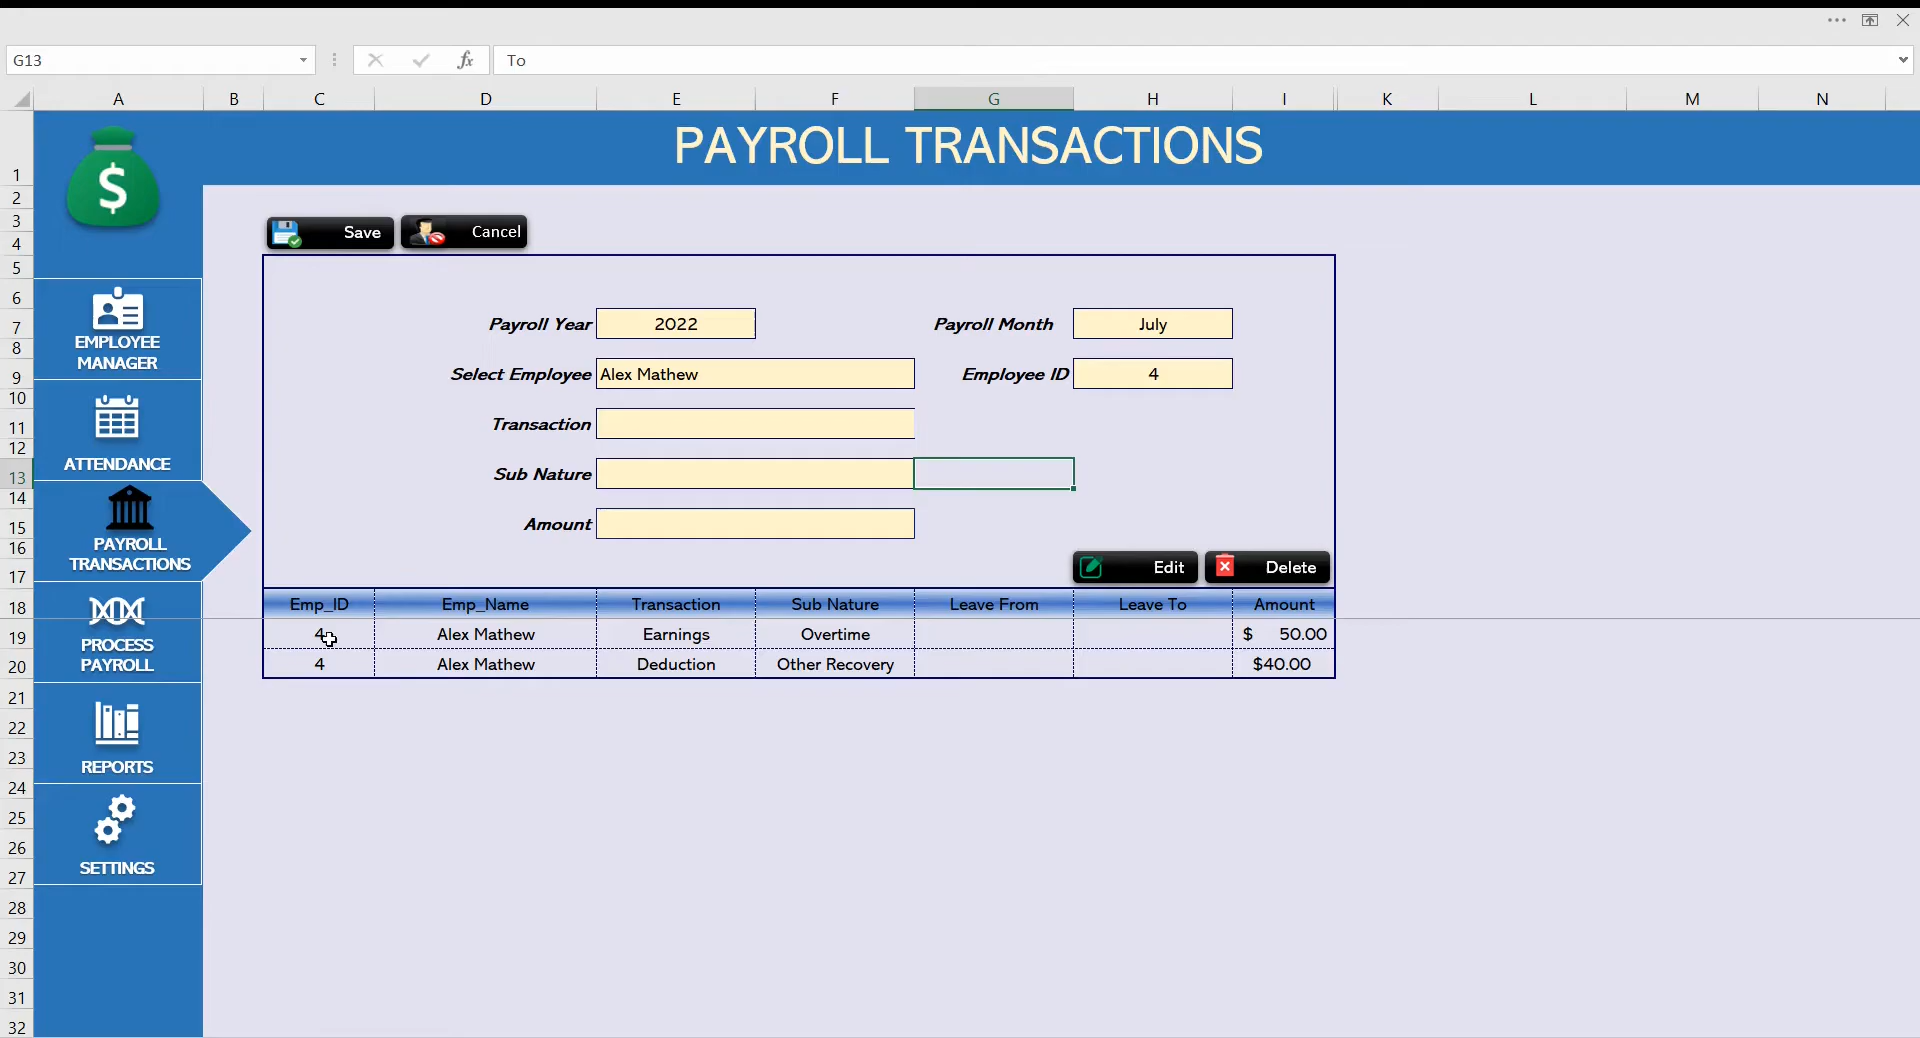 G13 fx To
A B C D E F G H I K L M N
PAYROLL TRANSACTIONS
1
2
3
4
5
6
7
8
9
10
11
12
13
14
15
16
17
18
19
20
21
22
23
24
25
26
27
28
29
30
31
32
$
EMPLOYEE
MANAGER
ATTENDANCE
PAYROLL
TRANSACTIONS
PROCESS
PAYROLL
REPORTS
SETTINGS
Save Cancel
Payroll Year 2022 Payroll Month July
Select Employee Alex Mathew Employee ID 4
Transaction
Sub Nature
Amount
Edit Delete
Emp_ID Emp_Name Transaction Sub Nature Leave From Leave To Amount
4 Alex Mathew Earnings Overtime $ 50.00
4 Alex Mathew Deduction Other Recovery $40.00